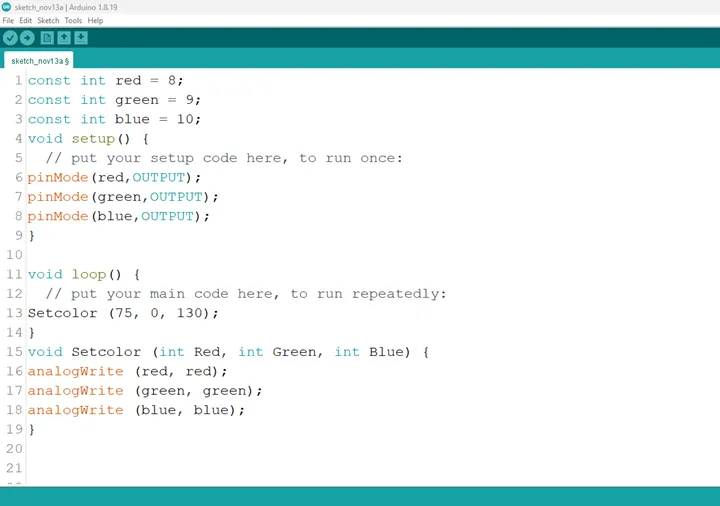 sketch_nov13a | Arduino 1.8.19
File Edit Sketch Tools Help
sketch_nov13a §
1 const int red = 8;
2 const int green = 9;
3 const int blue = 10;
4 void setup() {
5 // put your setup code here, to run once:
6 pinMode(red,OUTPUT);
7 pinMode(green,OUTPUT);
8 pinMode(blue,OUTPUT);
9 }
10
11 void loop() {
12 // put your main code here, to run repeatedly:
13 Setcolor (75, 0, 130);
14 }
15 void Setcolor (int Red, int Green, int Blue) {
16 analogWrite (red, red);
17 analogWrite (green, green);
18 analogWrite (blue, blue);
19 }
20
21